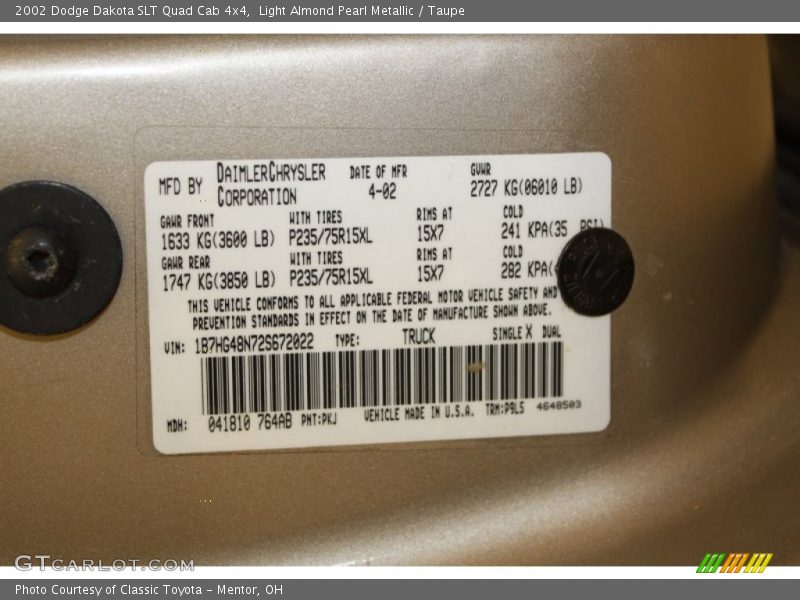 2002 Dodge Dakota SLT Quad Cab 4x4,  Light Almond Pearl Metallic / Taupe
MFD BY DAIMLERCHRYSLER CORPORATION DATE OF MFR 4-02 GVWR 2727 KG(06010 LB)
GAWR FRONT WITH TIRES RIMS AT COLD
1633 KG(3600 LB) P235/75R15XL 15X7 241 KPA(35 PSI)
GAWR REAR WITH TIRES RIMS AT COLD
1747 KG(3850 LB) P235/75R15XL 15X7 282 KPA(
THIS VEHICLE CONFORMS TO ALL APPLICABLE FEDERAL MOTOR VEHICLE SAFETY AND
PREVENTION STANDARDS IN EFFECT ON THE DATE OF MANUFACTURE SHOWN ABOVE.
VIN: 1B7HG48N72S672022 TYPE: TRUCK SINGLE X DUAL
MDH: 041810 764AB PNT:PKJ VEHICLE MADE IN U.S.A. TRM:P9L5 4648503
GTCARLOT.COM
Photo Courtesy of Classic Toyota - Mentor, OH